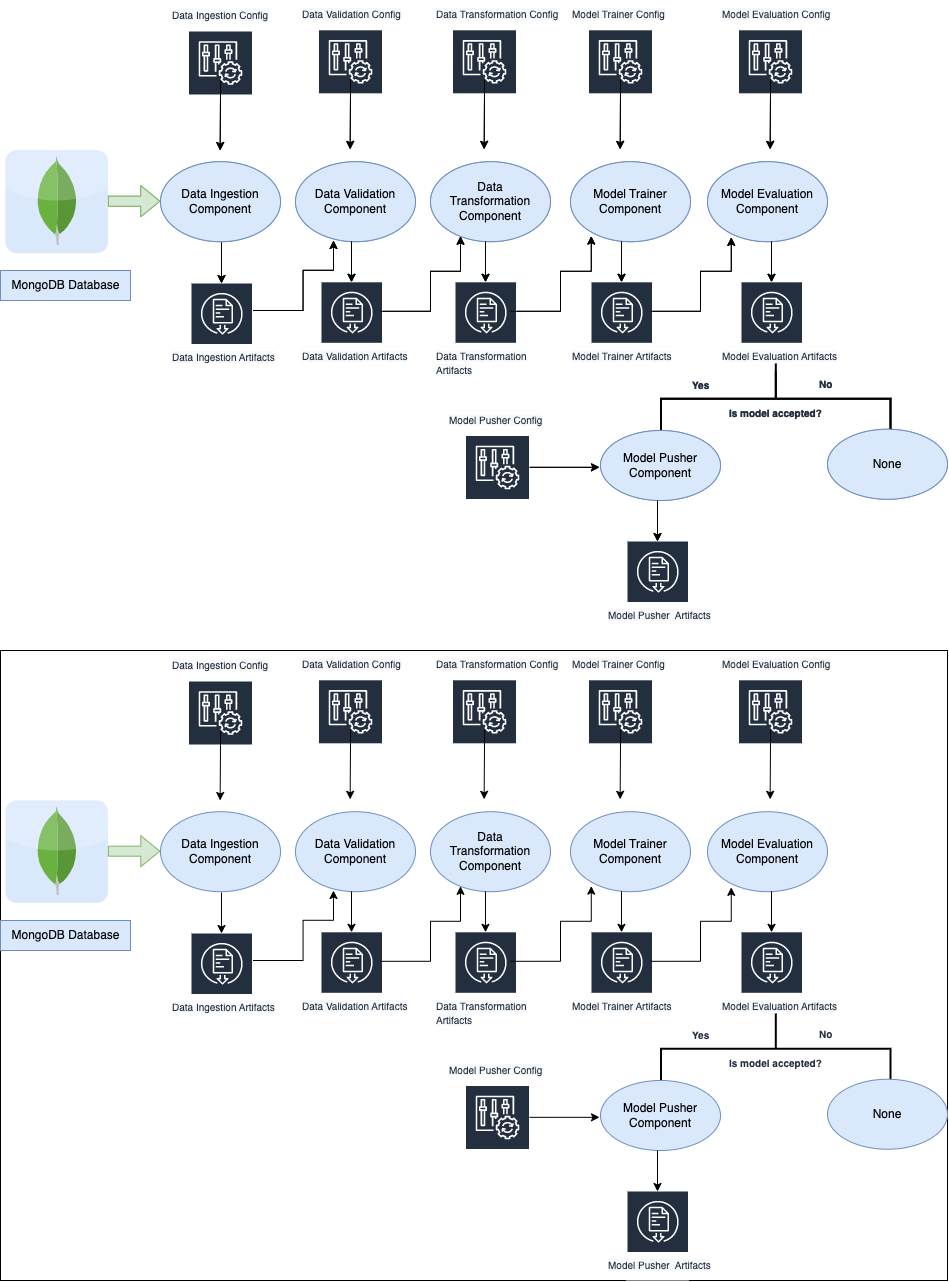 Data Ingestion Config
Data Validation Config
Data Transformation Config
Model Trainer Config
Model Evaluation Config
MongoDB Database
Data Ingestion
Component
Data Validation
Component
Data
Transformation
Component
Model Trainer
Component
Model Evaluation
Component
Data Ingestion Artifacts
Data Validation Artifacts
Data Transformation
Artifacts
Model Trainer Artifacts
Model Evaluation Artifacts
Yes
No
Is model accepted?
Model Pusher Config
Model Pusher
Component
None
Model Pusher Artifacts
Data Ingestion Config
Data Validation Config
Data Transformation Config
Model Trainer Config
Model Evaluation Config
MongoDB Database
Data Ingestion
Component
Data Validation
Component
Data
Transformation
Component
Model Trainer
Component
Model Evaluation
Component
Data Ingestion Artifacts
Data Validation Artifacts
Data Transformation
Artifacts
Model Trainer Artifacts
Model Evaluation Artifacts
Yes
No
Is model accepted?
Model Pusher Config
Model Pusher
Component
None
Model Pusher Artifacts